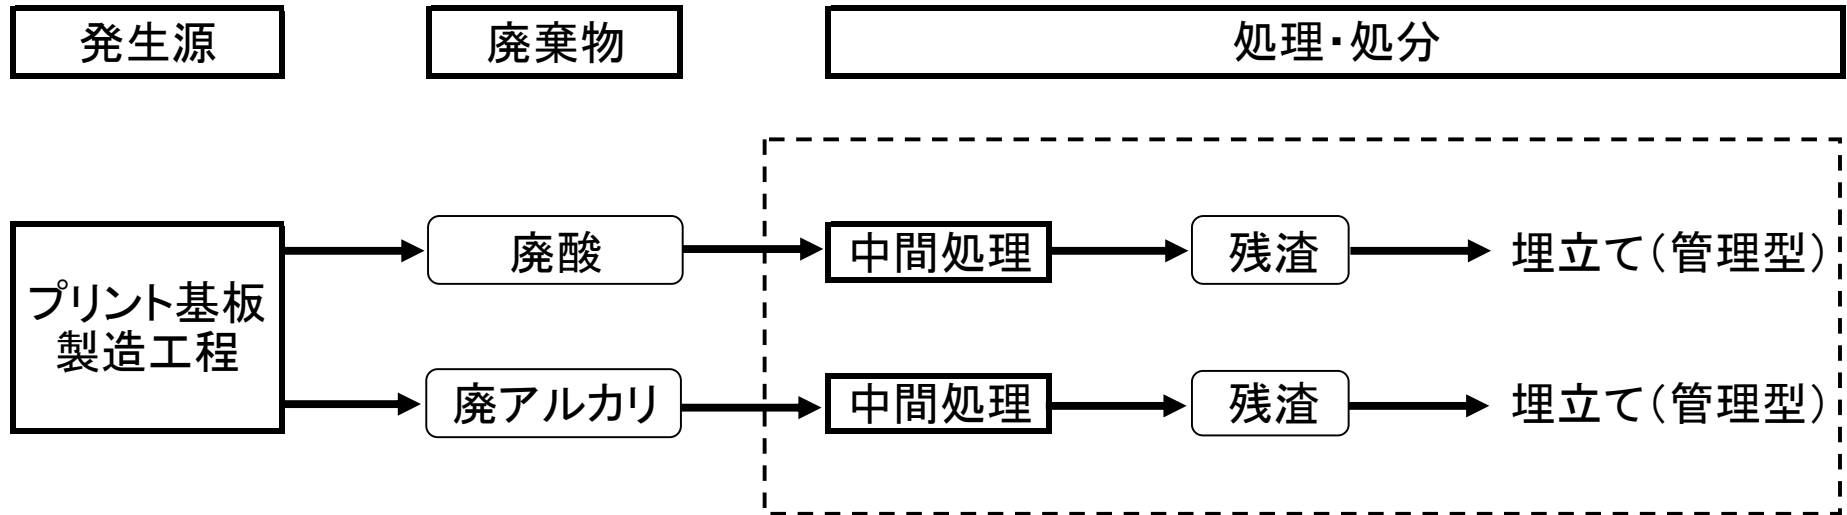 発生源
廃棄物
処理・処分
プリント基板
製造工程
廃酸
中間処理
残渣
埋立て（管理型）
廃アルカリ
中間処理
残渣
埋立て（管理型）